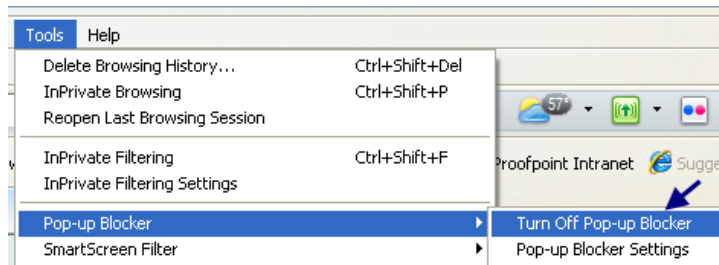 Tools Help
Delete Browsing History... Ctrl+Shift+Del
InPrivate Browsing Ctrl+Shift+P
57°
Reopen Last Browsing Session
InPrivate Filtering Ctrl+Shift+F
Proofpoint Intranet
InPrivate Filtering Settings
Pop-up Blocker Turn Off Pop-up Blocker
SmartScreen Filter Pop-up Blocker Settings